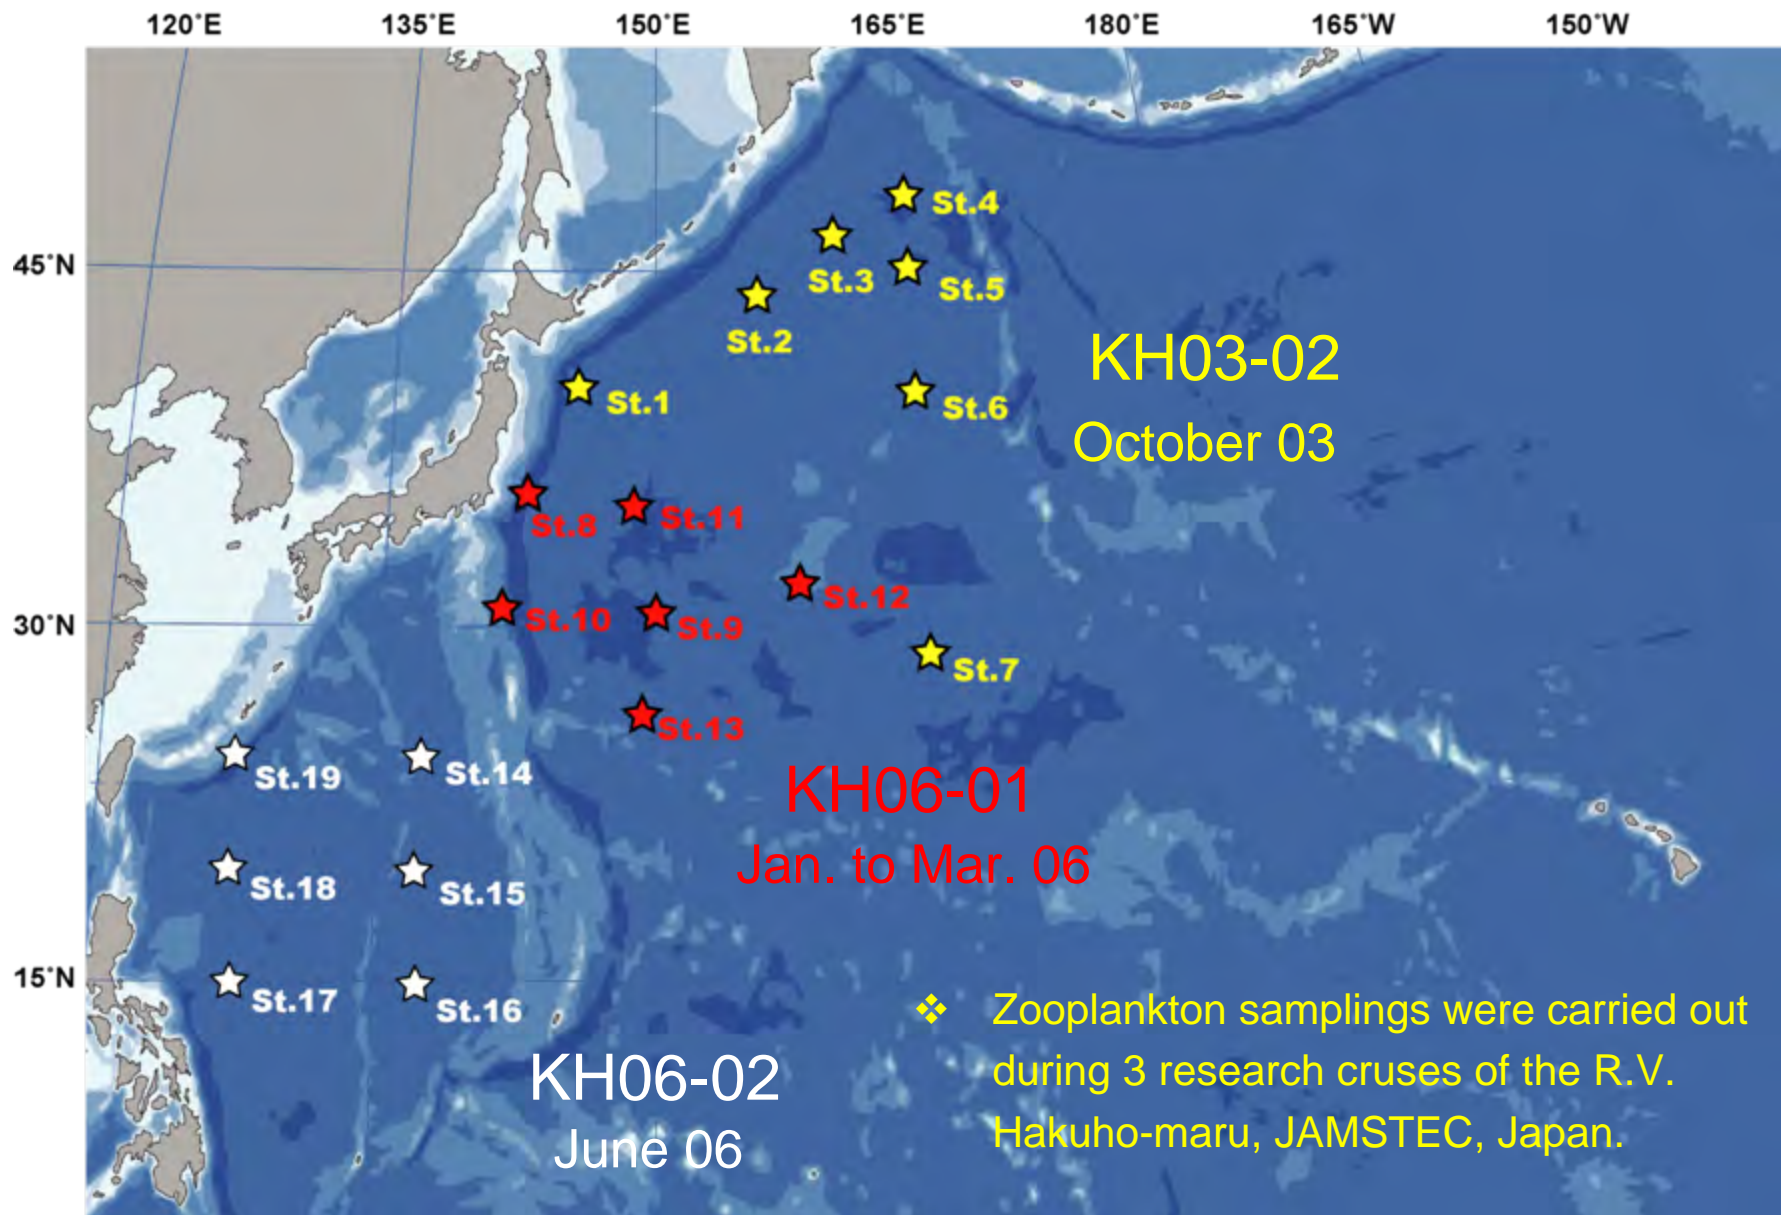 120°E 135°E 150°E 165°E 180°E 165°W 150°W
St.4
45°N
St.3
St.5
St.2
KH03-02
St.1
St.6
October 03
St.8
St.11
St.12
30°N
St.10
St.9
St.7
St.13
St.19
St.14
KH06-01
Jan. to Mar. 06
St.18
St.15
15°N
St.17
St.16
❖ Zooplankton samplings were carried out
during 3 research cruses of the R.V.
Hakuho-maru, JAMSTEC, Japan.
KH06-02
June 06